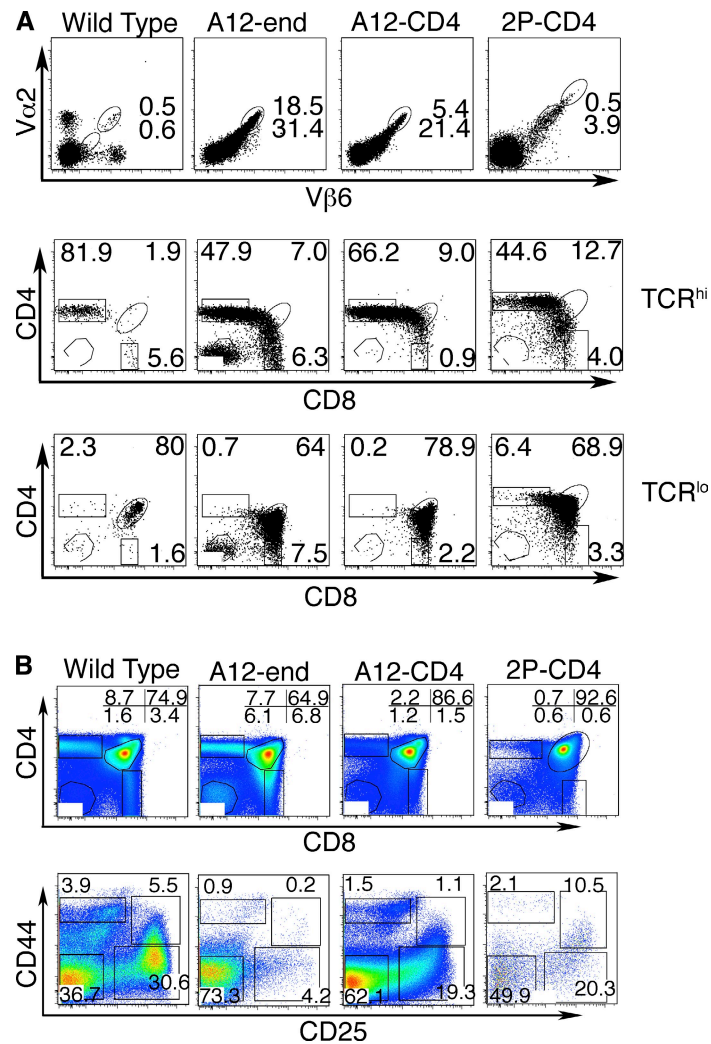 A
Wild Type A12-end A12-CD4 2P-CD4
Vα2
0.5 18.5 5.4 0.5
0.6 31.4 21.4 3.9
Vβ6
CD4
81.9 1.9 47.9 7.0 66.2 9.0 44.6 12.7
TCRhi
5.6 6.3 0.9 4.0
CD8
CD4
2.3 80 0.7 64 0.2 78.9 6.4 68.9
TCRlo
1.6 7.5 2.2 3.3
CD8
B
Wild Type A12-end A12-CD4 2P-CD4
CD4
8.7 74.9 7.7 64.9 2.2 86.6 0.7 92.6
1.6 3.4 6.1 6.8 1.2 1.5 0.6 0.6
CD8
CD44
3.9 5.5 0.9 0.2 1.5 1.1 2.1 10.5
36.7 30.6 73.3 4.2 62.1 19.3 49.9 20.3
CD25